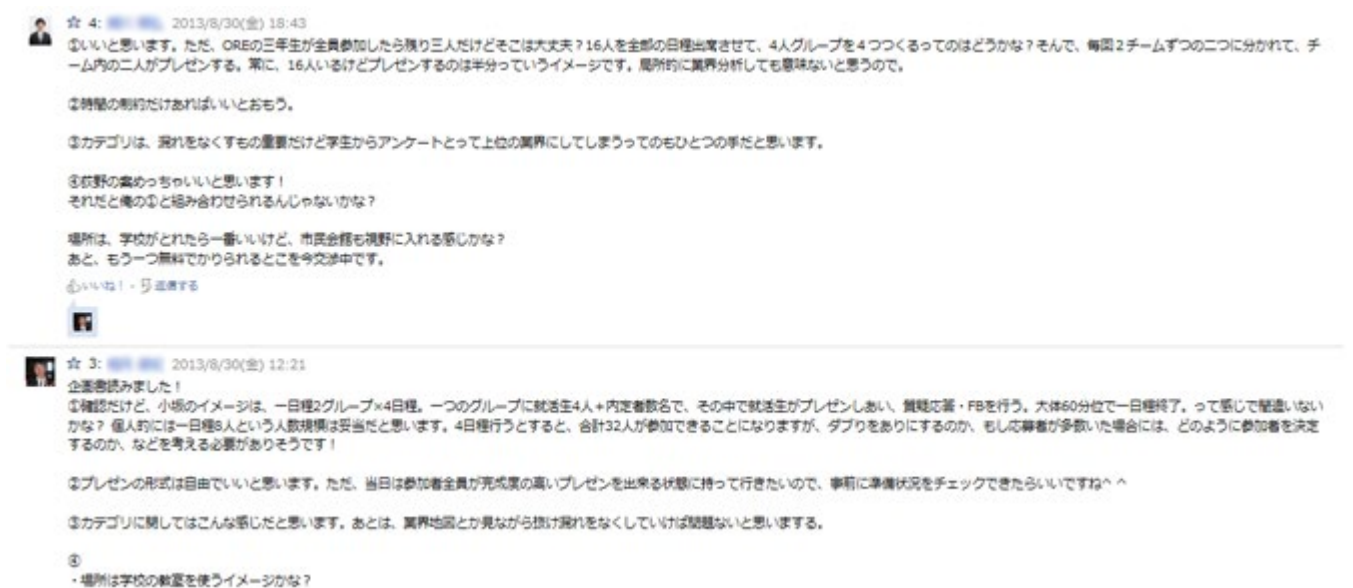 ☆ 4: 2013/8/30(金) 18:43
①いいと思います。ただ、OREの三年生が全員参加したら残り三人だけどそこは大丈夫？16人を全部の日程出席させて、4人グループを４つつくるってのはどうかな？そんで、毎回２チームずつの二つに分かれて、チ
ーム内の二人がプレゼンする。常に、16人いるけどプレゼンするのは半分っていうイメージです。局所的に業界分析しても意味ないと思うので。
②時間の制約だけあればいいとおもう。
③カテゴリは、漏れをなくすもの重要だけど学生からアンケートとって上位の業界にしてしまうってのもひとつの手だと思います。
④荻野の案めっちゃいいと思います！
それだと俺の①と組み合わせられるんじゃないかな？
場所は、学校がとれたら一番いいけど、市民会館も視野に入れる感じかな？
あと、もう一つ無料でかりられるとこを今交渉中です。
いいね！・返信する
☆ 3: 2013/8/30(金) 12:21
企画書読みました！
①確認だけど、小坂のイメージは、一日程2グループ×4日程。一つのグループに就活生4人＋内定者数名で、その中で就活生がプレゼンしあい、質疑応答・FBを行う。大体60分位で一日程終了。って感じで間違いない
かな？ 個人的には一日程8人という人数規模は妥当だと思います。4日程行うとすると、合計32人が参加できることになりますが、ダブりをありにするのか、もし応募者が多数いた場合には、どのように参加者を決定
するのか、などを考える必要がありそうです！
②プレゼンの形式は自由でいいと思います。ただ、当日は参加者全員が完成度の高いプレゼンを出来る状態に持って行きたいので、事前に準備状況をチェックできたらいいですね^ ^
③カテゴリに関してはこんな感じだと思います。あとは、業界地図とか見ながら抜け漏れをなくしていけば問題ないと思いまする。
④
・場所は学校の教室を使うイメージかな？